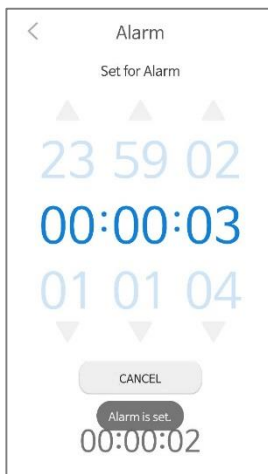 Alarm
Set for Alarm
23 59 02
00:00:03
01 01 04
CANCEL
Alarm is set.
00:00:02